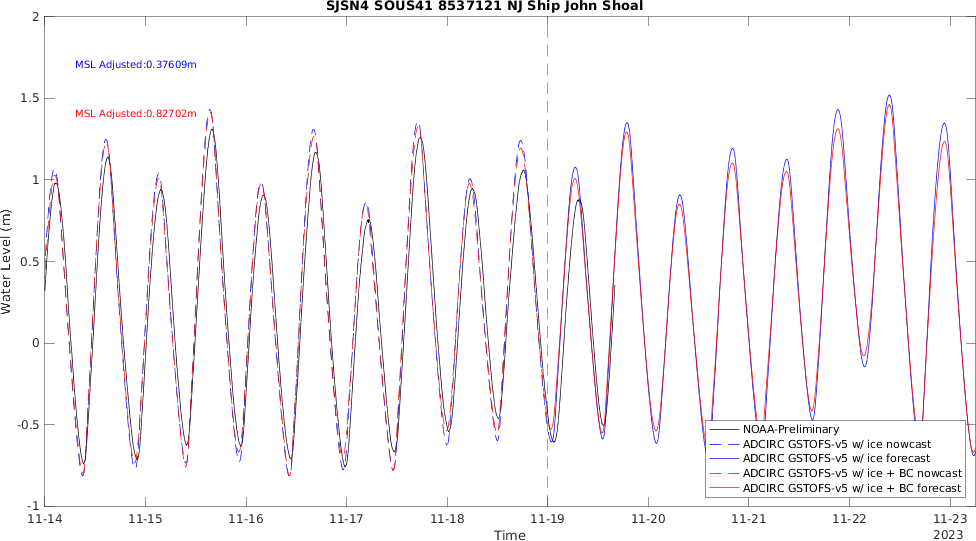 SJSN4 SOUS41 8537121 NJ Ship John Shoal
2
MSL Adjusted:0.37609m
1.5
MSL Adjusted:0.82702m
1
0.5
Water Level (m)
0
-0.5
NOAA-Preliminary
ADCIRC GSTOFS-v5 w/ ice nowcast
ADCIRC GSTOFS-v5 w/ ice forecast
ADCIRC GSTOFS-v5 w/ ice + BC nowcast
ADCIRC GSTOFS-v5 w/ ice + BC forecast
-1
11-14 11-15 11-16 11-17 11-18 11-19 11-20 11-21 11-22 11-23
Time 2023